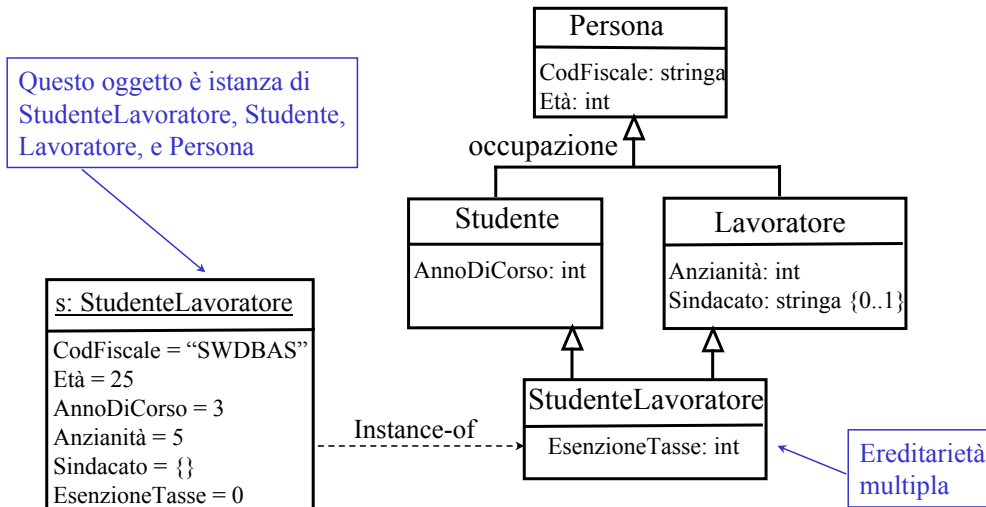 Persona
CodFiscale: stringa
Età: int
Questo oggetto è istanza di
StudenteLavoratore, Studente,
Lavoratore, e Persona
occupazione
Studente
AnnoDiCorso: int
Lavoratore
Anzianità: int
Sindacato: stringa {0..1}
s: StudenteLavoratore
CodFiscale = “SWDBAS”
Età = 25
AnnoDiCorso = 3
Anzianità = 5
Sindacato = {}
EsenzioneTasse = 0
Instance-of
StudenteLavoratore
EsenzioneTasse: int
Ereditarietà
multipla